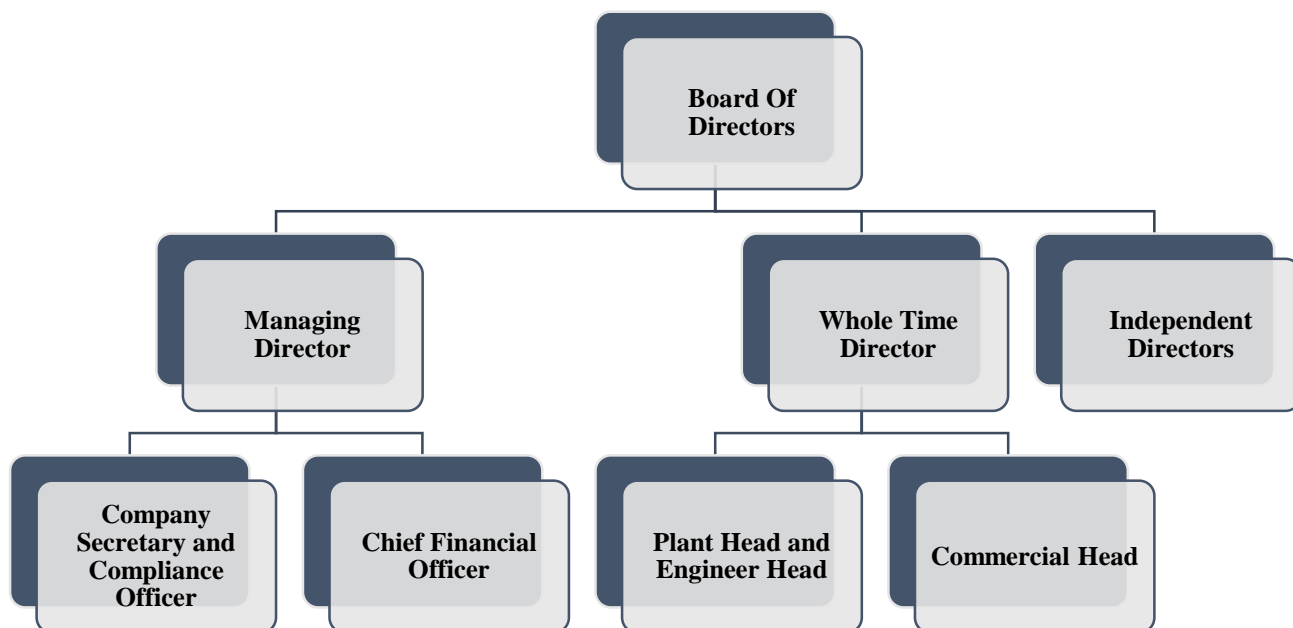 Board Of
Directors
Managing
Director
Whole Time
Director
Independent
Directors
Company
Secretary and
Compliance
Officer
Chief Financial
Officer
Plant Head and
Engineer Head
Commercial Head